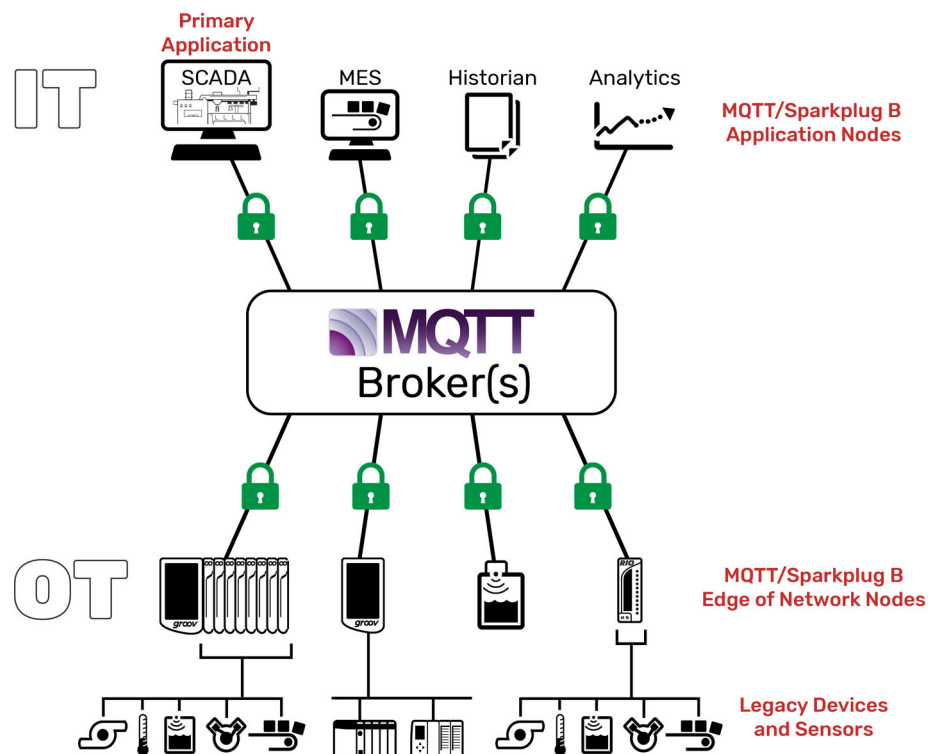 Primary
Application
IT
SCADA
MES
Historian
Analytics
MQTT/Sparkplug B
Application Nodes
MQTT
Broker(s)
OT
groov
groov
RIO
MQTT/Sparkplug B
Edge of Network Nodes
Legacy Devices
and Sensors